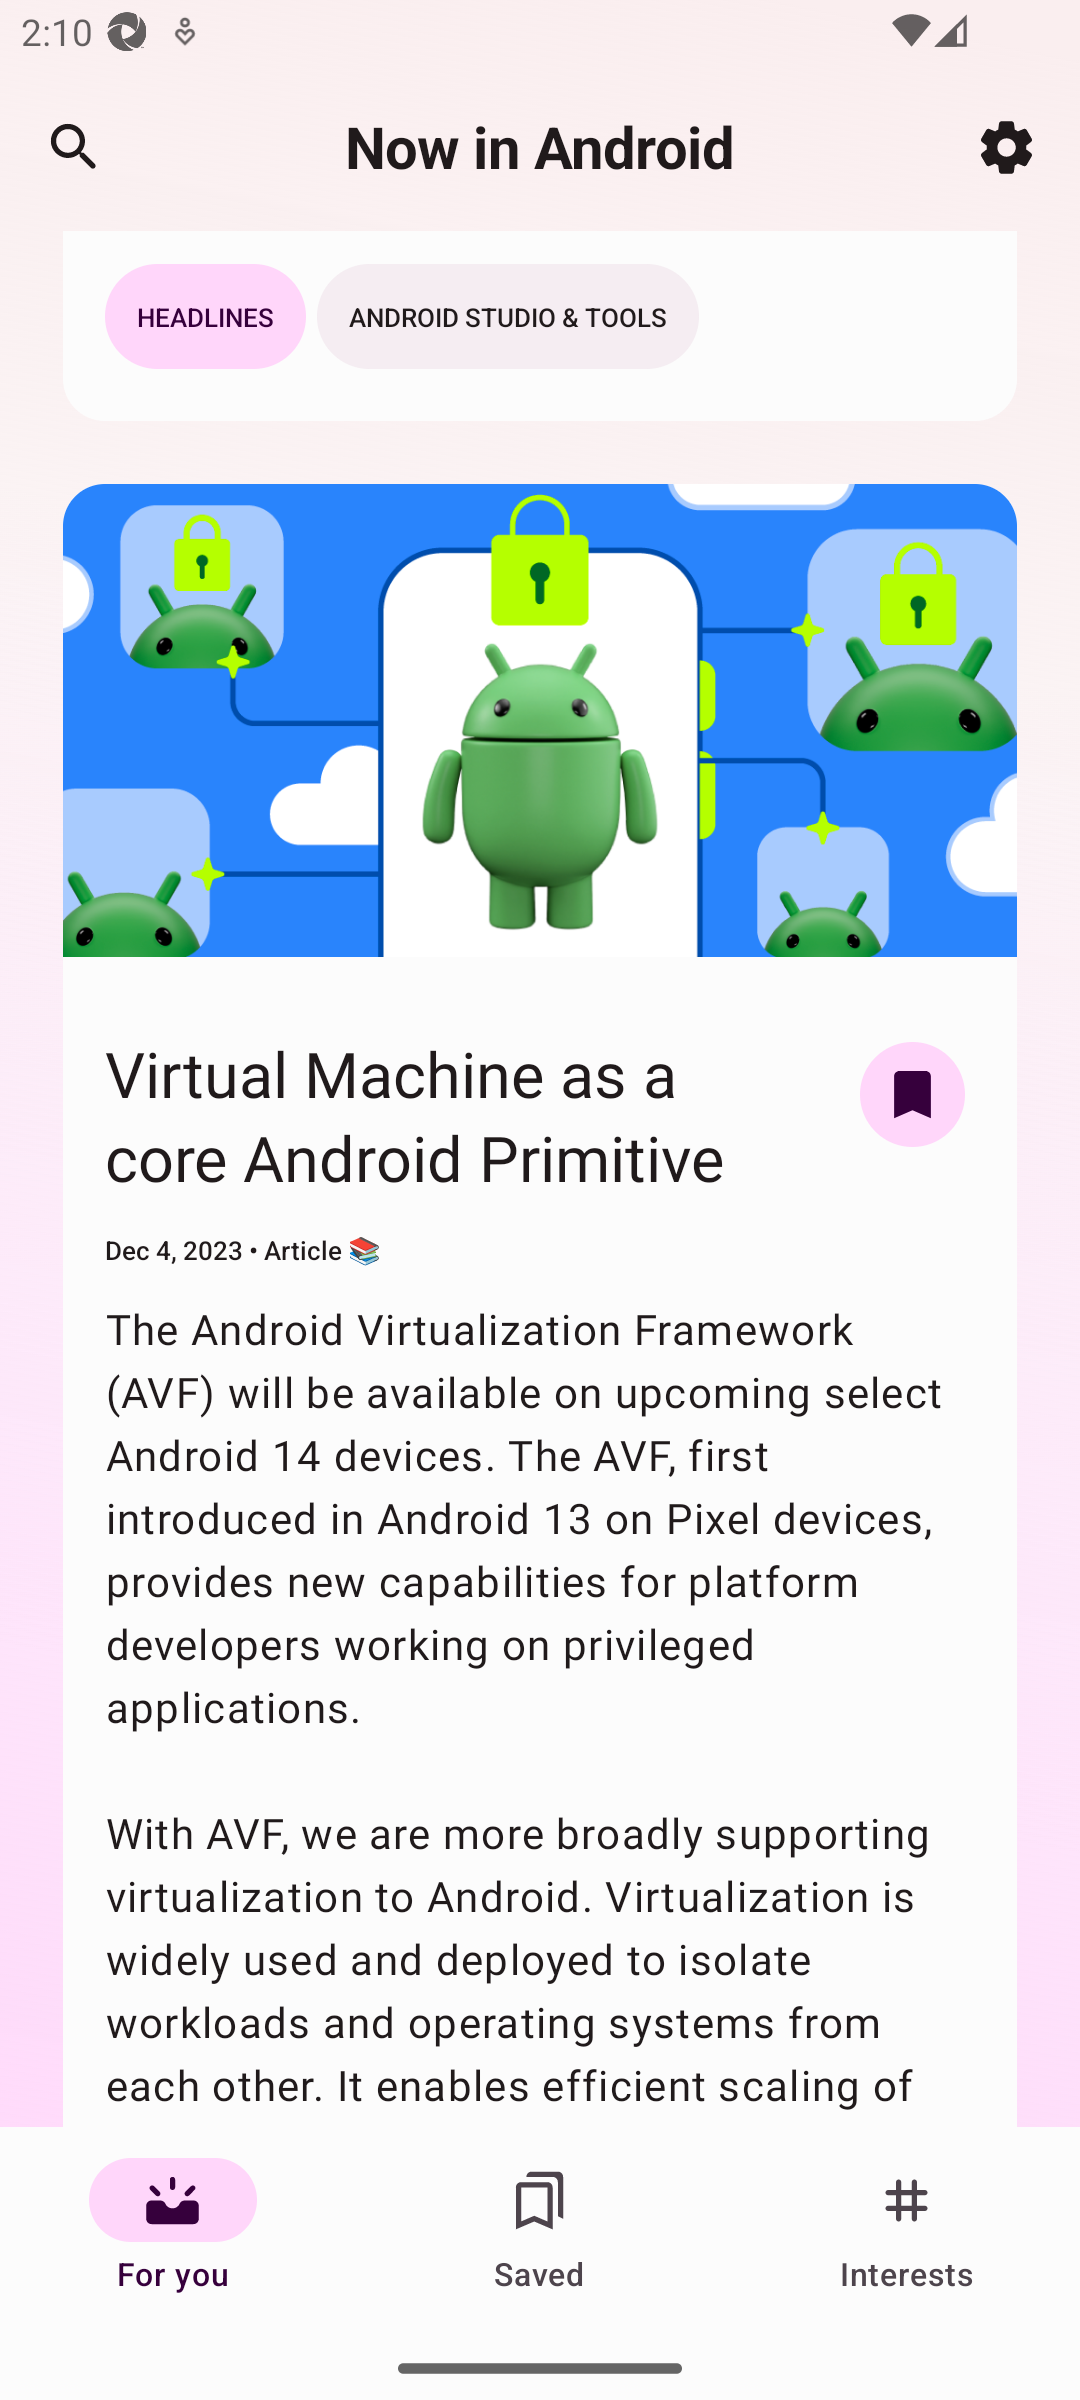 2:10
Now in Android
HEADLINES
ANDROID STUDIO & TOOLS
Virtual Machine as a
core Android Primitive
Dec 4, 2023 • Article 📚
The Android Virtualization Framework
(AVF) will be available on upcoming select
Android 14 devices. The AVF, first
introduced in Android 13 on Pixel devices,
provides new capabilities for platform
developers working on privileged
applications.
With AVF, we are more broadly supporting
virtualization to Android. Virtualization is
widely used and deployed to isolate
workloads and operating systems from
each other. It enables efficient scaling of
For you
Saved
Interests